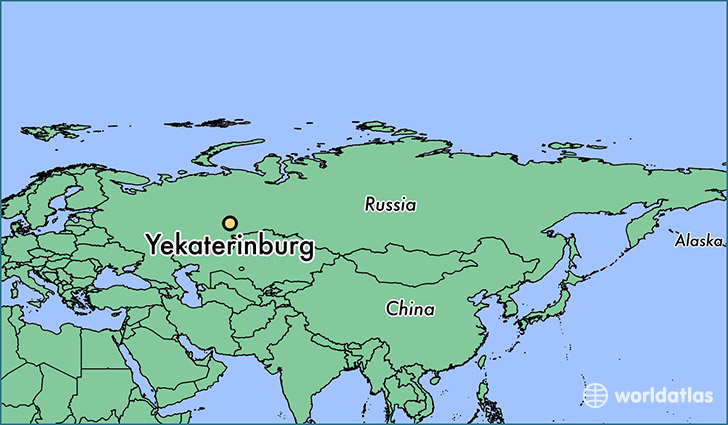 Russia
Alaska
Yekaterinburg
China
worldatlas